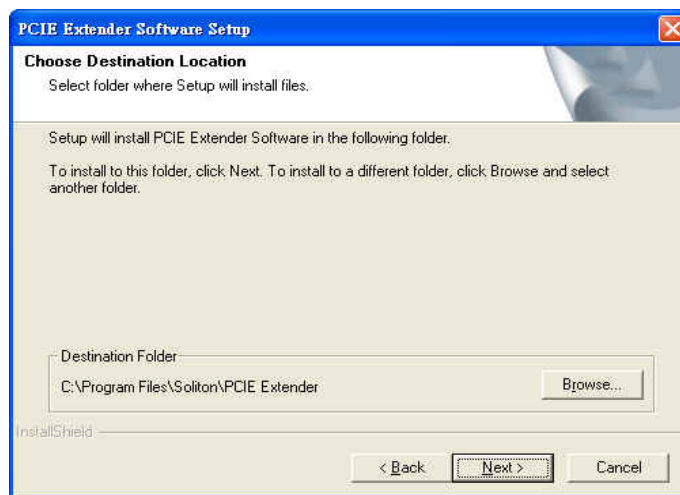 PCIE Extender Software Setup
Choose Destination Location
Select folder where Setup will install files.
Setup will install PCIE Extender Software in the following folder.
To install to this folder, click Next. To install to a different folder, click Browse and select
another folder.
Destination Folder
C:\Program Files\Soliton\PCIE Extender
Browse...
InstallShield
< Back
Next >
Cancel